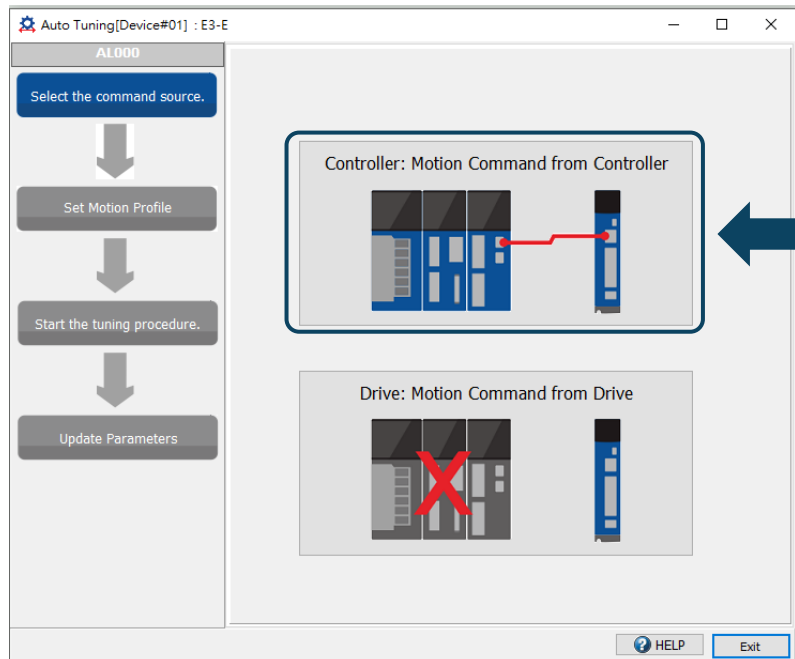 Auto Tuning[Device#01] : E3-E
AL000
Select the command source.
Set Motion Profile
Start the tuning procedure.
Update Parameters
Controller: Motion Command from Controller
Drive: Motion Command from Drive
HELP
Exit